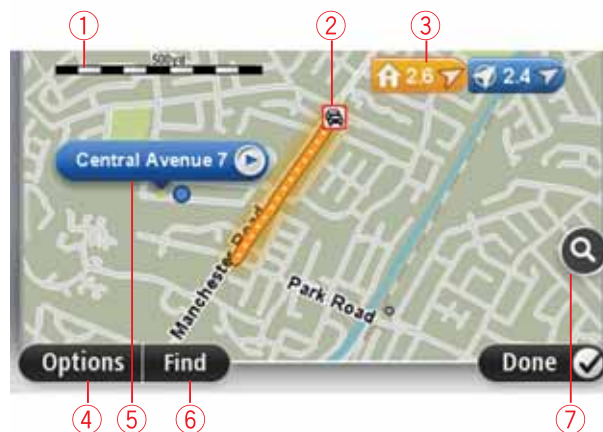 1 2 3
500yd
2.6 2.4
Central Avenue 7
Manchester Road
Park Road
Options Find Done
4 5 6 7